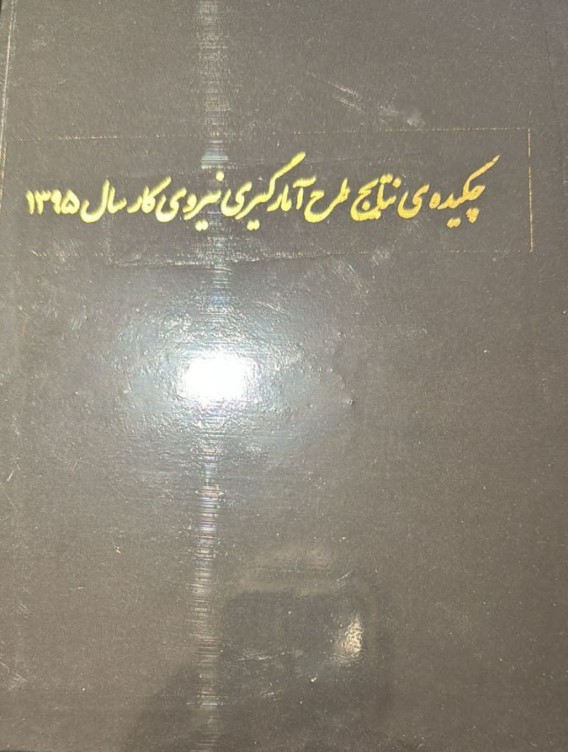 چکیده‌ی نتایج طرح آمارگیری نیروی کار سال ۱۳۹۵